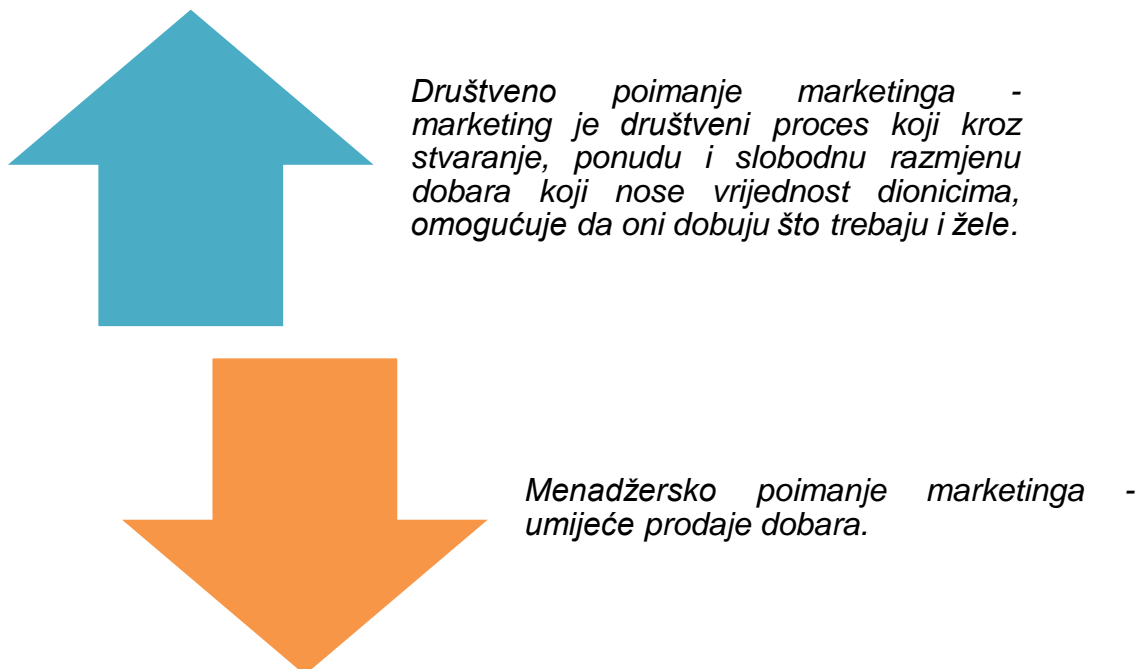 Društveno poimanje marketinga -
marketing je društveni proces koji kroz
stvaranje, ponudu i slobodnu razmjenu
dobara koji nose vrijednost dionicima,
omogućuje da oni dobuju što trebaju i žele.
Menadžersko poimanje marketinga -
umijeće prodaje dobara.